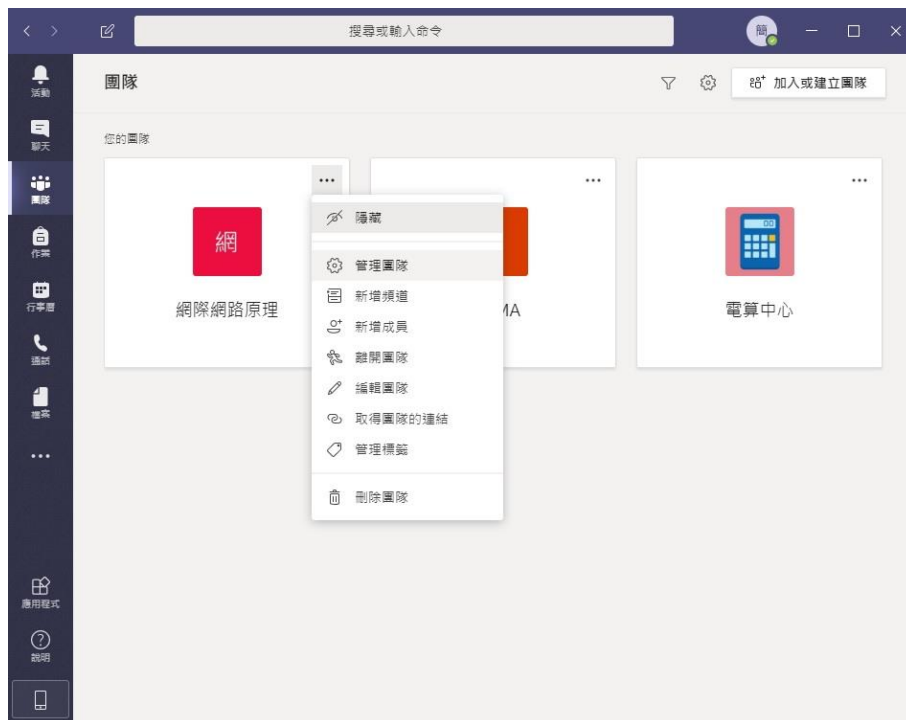 搜尋或輸入命令
簡
活動
聊天
團隊
作業
行事曆
通話
檔案
應用程式
說明
團隊
加入或建立團隊
您的團隊
網
網際網路原理
MA
電算中心
隱藏
管理團隊
新增頻道
新增成員
離開團隊
編輯團隊
取得團隊的連結
管理標籤
刪除團隊